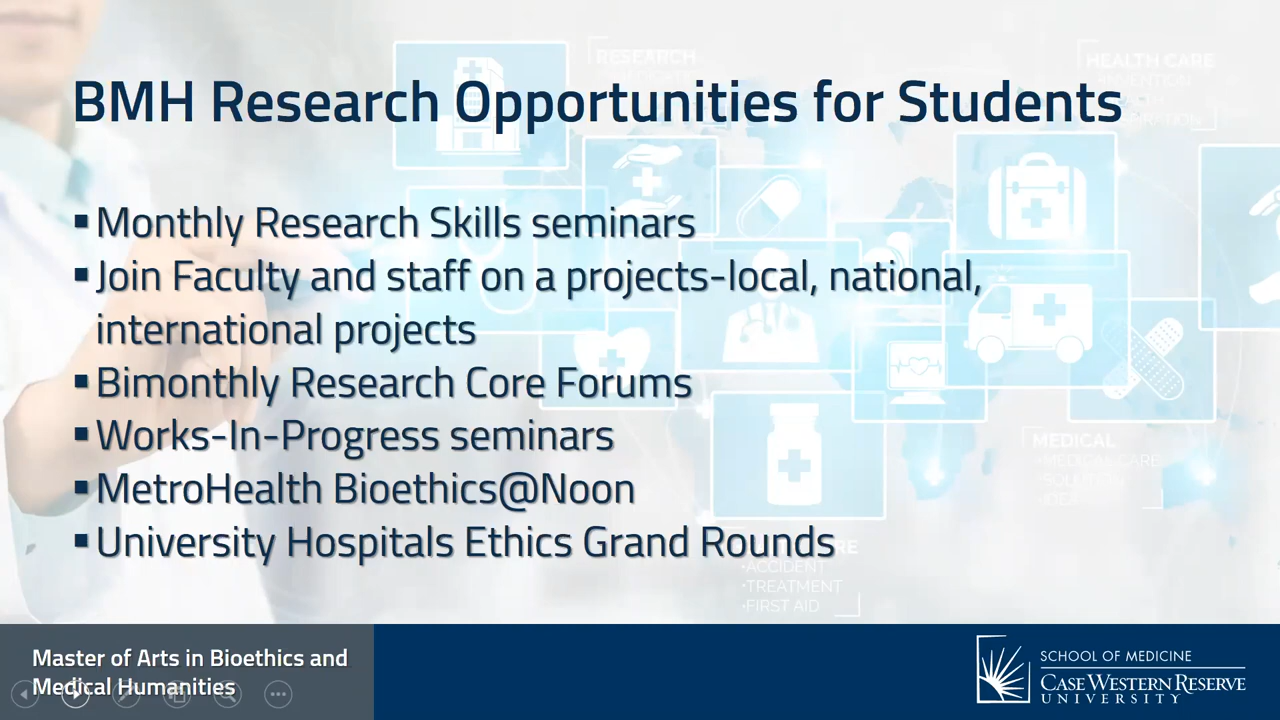 BMH Research Opportunities for Students
RESEARCH
HEALTH CARE
▪Monthly Research Skills seminars
▪Join Faculty and staff on a projects-local, national,
international projects
▪Bimonthly Research Core Forums
▪Works-In-Progress seminars
MEDICAL
•MEDICAL CARE
▪MetroHealth Bioethics@Noon
▪University Hospitals Ethics Grand Rounds
•ACCIDENT
•TREATMENT
•FIRST AID
Master of Arts in Bioethics and
Medical Humanities
SCHOOL OF MEDICINE
CASE WESTERN RESERVE
UNIVERSITY